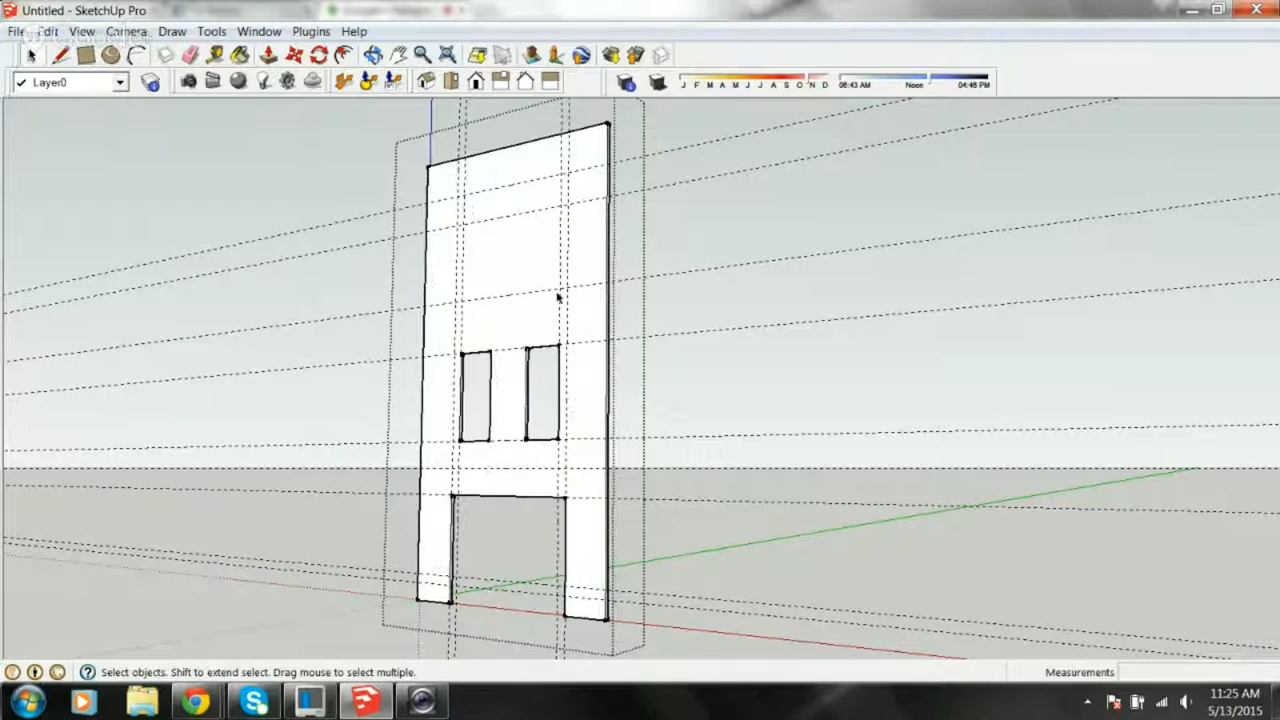 Untitled - SketchUp Pro
File Edit View Camera Draw Tools Window Plugins Help
Layer0
J F M A M J J A S O N D 06:43 AM Noon 04:46 PM
Select objects. Shift to extend select. Drag mouse to select multiple.
Measurements
11:25 AM
5/13/2015